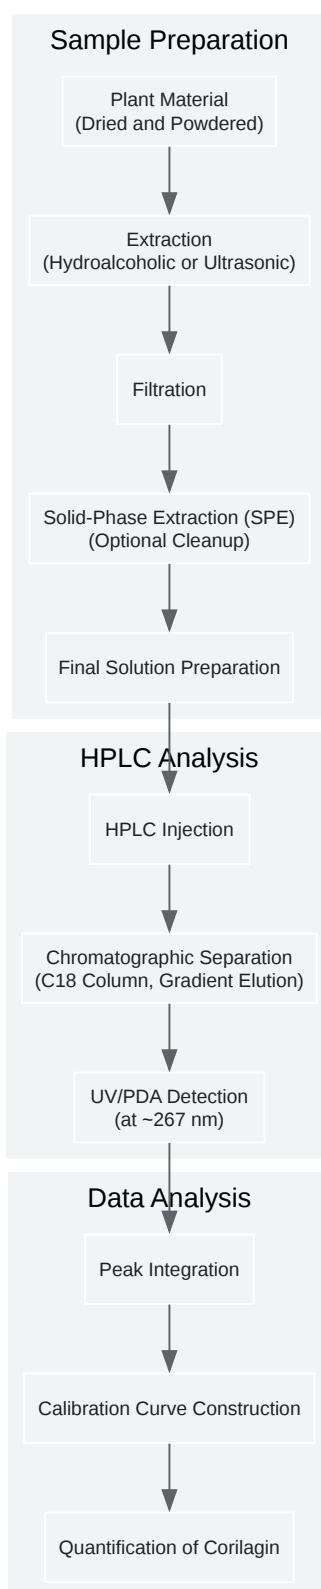 Sample Preparation
Plant Material
(Dried and Powdered)
Extraction
(Hydroalcoholic or Ultrasonic)
Filtration
Solid-Phase Extraction (SPE)
(Optional Cleanup)
Final Solution Preparation
HPLC Analysis
HPLC Injection
Chromatographic Separation
(C18 Column, Gradient Elution)
UV/PDA Detection
(at ~267 nm)
Data Analysis
Peak Integration
Calibration Curve Construction
Quantification of Corilagin